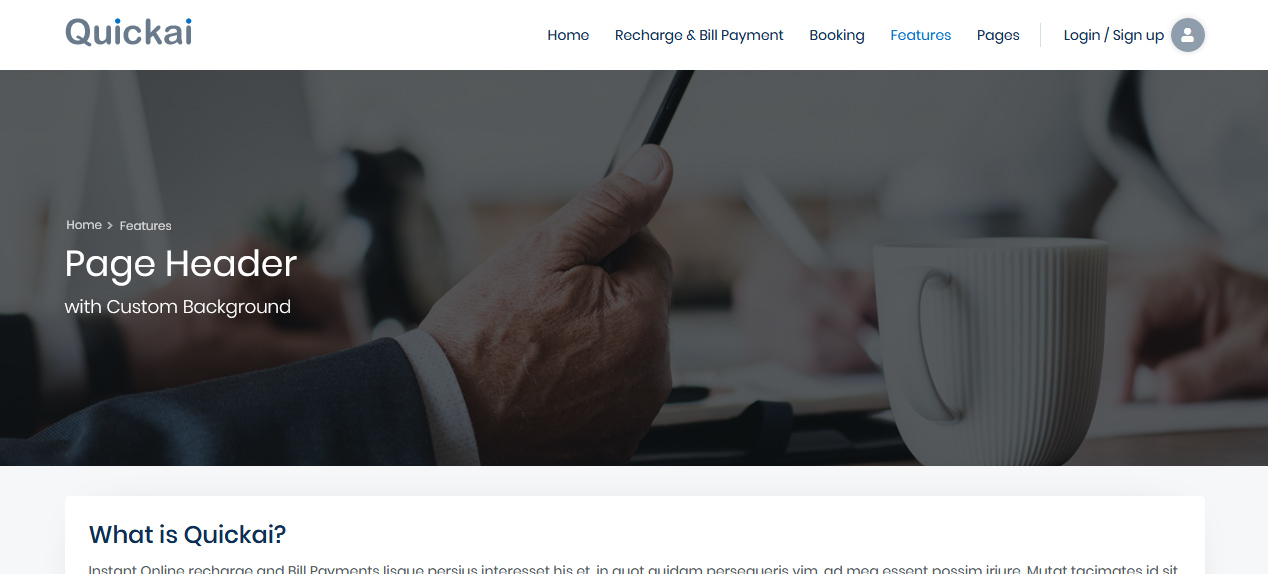 Quickai
Home Recharge & Bill Payment Booking Features Pages Login / Sign up
Home > Features
Page Header
with Custom Background
What is Quickai?
Instant Online recharge and Bill Payments lisque persius interesset his et, in quot quidam persequeris vim, ad mea essent possim iriure. Mutat tacimates id sit.